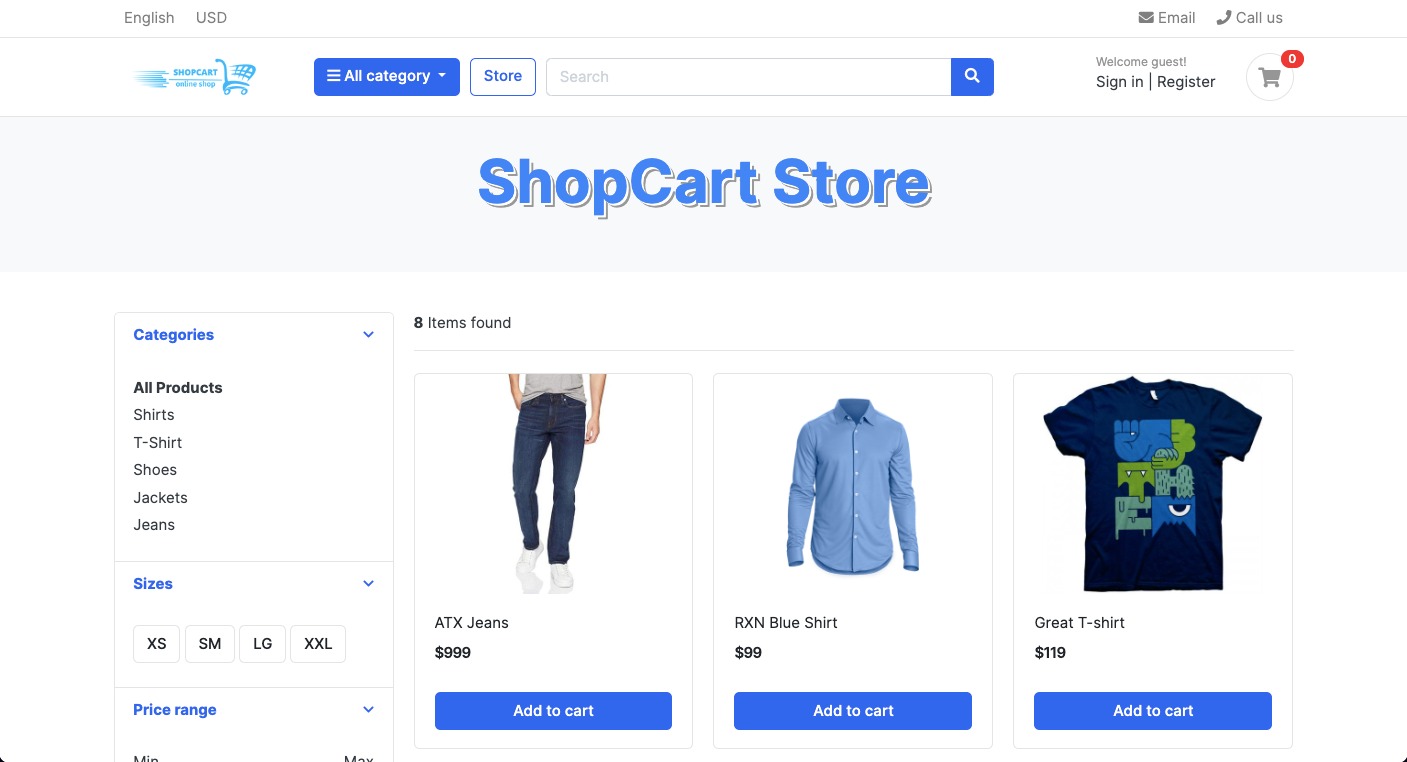 English USD
Email Call us
SHOPCART
online shop
All category
Store
Search
Welcome guest!
Sign in | Register
0
ShopCart Store
Categories
All Products
Shirts
T-Shirt
Shoes
Jackets
Jeans
Sizes
XS SM LG XXL
Price range
Min Max
8 Items found
ATX Jeans
$999
Add to cart
RXN Blue Shirt
$99
Add to cart
Great T-shirt
$119
Add to cart